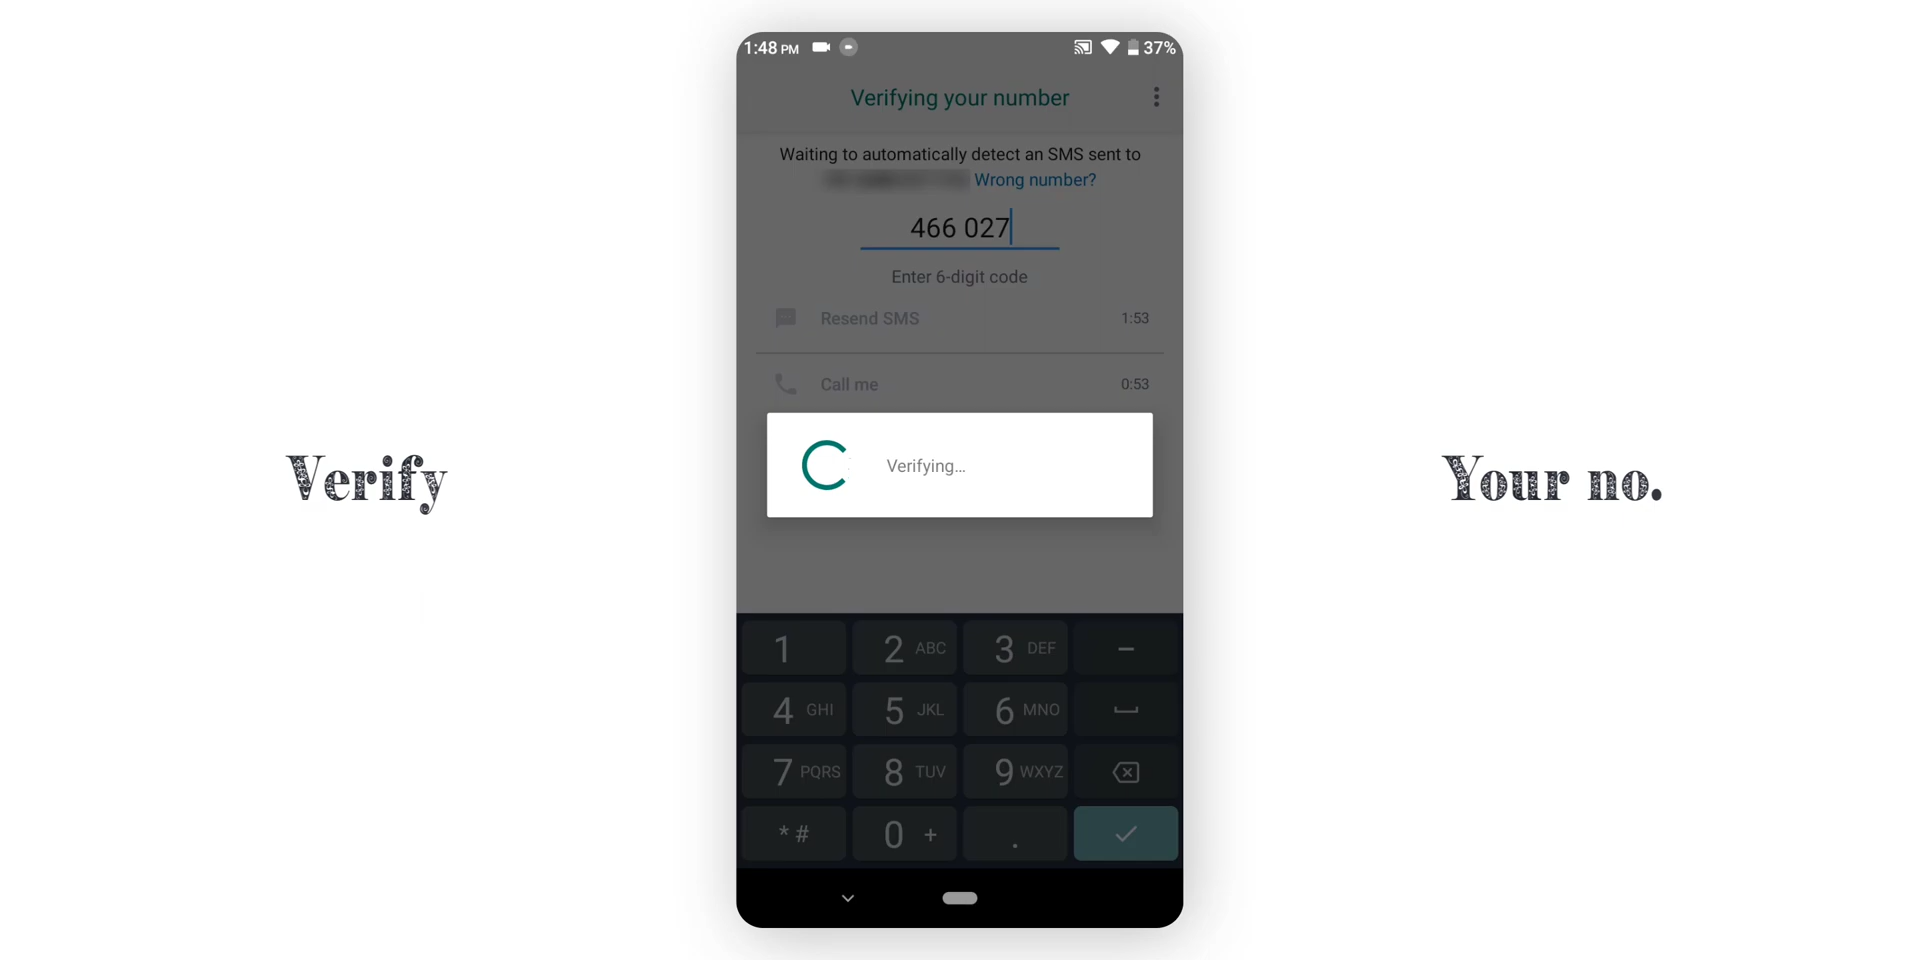 1:48 PM 37%
Verifying your number
Waiting to automatically detect an SMS sent to
Wrong number?
466 027
Enter 6-digit code
Resend SMS 1:53
Call me 0:53
Verifying...
Verify
Your no.
1 2 ABC 3 DEF –
4 GHI 5 JKL 6 MNO
7 PQRS 8 TUV 9 WXYZ
* # 0 + .